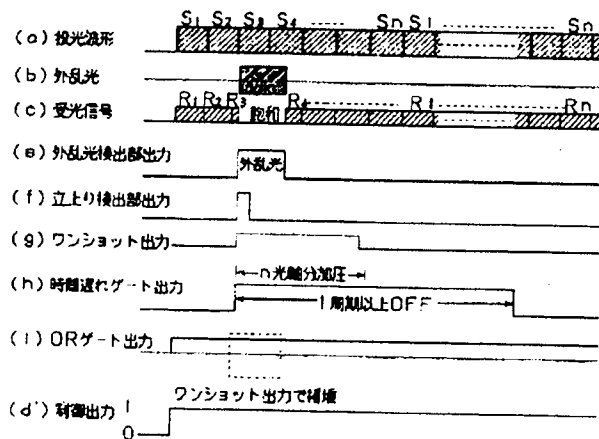 S1 S2 S3 S4 ---- Sn S1 ---- Sn
(a) 投光波形
(b) 外乱光
R1 R2 R3 R4 ---- R1 ---- Rn
(c) 受光信号 飽和
(e) 外乱光検出部出力 外乱光
(f) 立上り検出部出力
(g) ワンショット出力
n光軸分加圧
(h) 時間遅れゲート出力 1周期以上OFF
(i) ORゲート出力
ワンショット出力で補填
(d') 制御出力 1
0